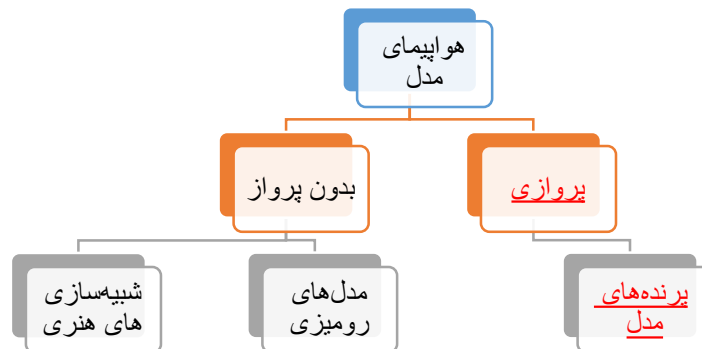 هواپیمای
مدل
پروازی
بدون پرواز
پرنده‌های
مدل
مدل‌های
رومیزی
شبیه‌سازی
های هنری